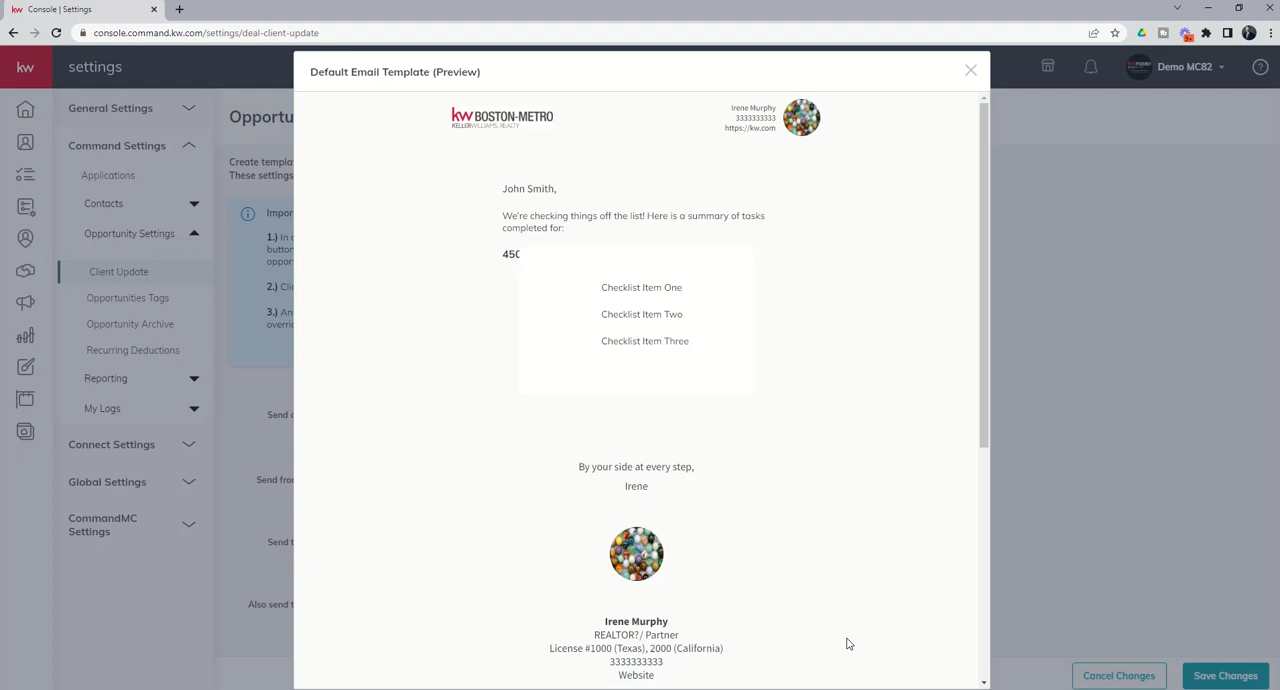 kw Console | Settings
console.command.kw.com/settings/deal-client-update
9+
kw
settings
Default Email Template (Preview)
Demo MC82
General Settings
Command Settings
Applications
Contacts
Opportunity Settings
Client Update
Opportunities Tags
Opportunity Archive
Recurring Deductions
Reporting
My Logs
Connect Settings
Global Settings
CommandMC
Settings
Opportu
Create templa
These settings
Impor
1.) In
button
oppor
2.) Clie
3.) An
overri
Send
Send fro
Send t
Also send t
kw BOSTON-METRO
KELLERWILLIAMS. REALTY
Irene Murphy
3333333333
https://kw.com
John Smith,
We're checking things off the list! Here is a summary of tasks
completed for:
450
Checklist Item One
Checklist Item Two
Checklist Item Three
By your side at every step,
Irene
Irene Murphy
REALTOR?/ Partner
License #1000 (Texas), 2000 (California)
3333333333
Website
Cancel Changes
Save Changes